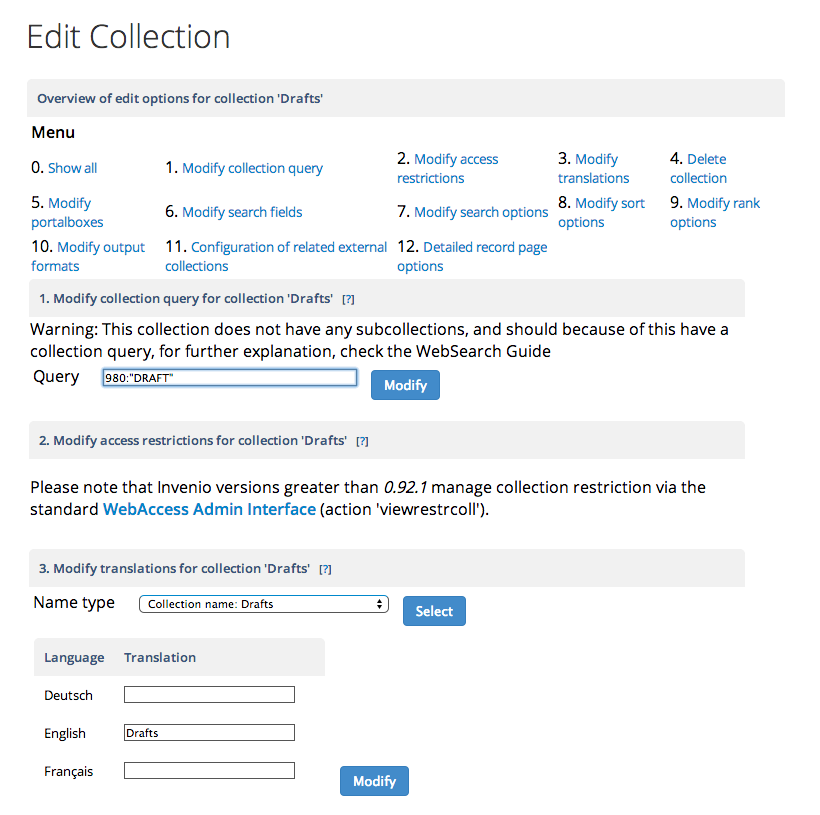 Edit Collection
Overview of edit options for collection 'Drafts'
Menu
0. Show all
1. Modify collection query
2. Modify access
restrictions
3. Modify
translations
4. Delete
collection
5. Modify
portalboxes
6. Modify search fields
7. Modify search options
8. Modify sort
options
9. Modify rank
options
10. Modify output
formats
11. Configuration of related external
collections
12. Detailed record page
options
1. Modify collection query for collection 'Drafts' [?]
Warning: This collection does not have any subcollections, and should because of this have a
collection query, for further explanation, check the WebSearch Guide
Query 980:"DRAFT" Modify
2. Modify access restrictions for collection 'Drafts' [?]
Please note that Invenio versions greater than 0.92.1 manage collection restriction via the
standard WebAccess Admin Interface (action 'viewrestrcoll').
3. Modify translations for collection 'Drafts' [?]
Name type Collection name: Drafts Select
Language Translation
Deutsch
English Drafts
Français
Modify